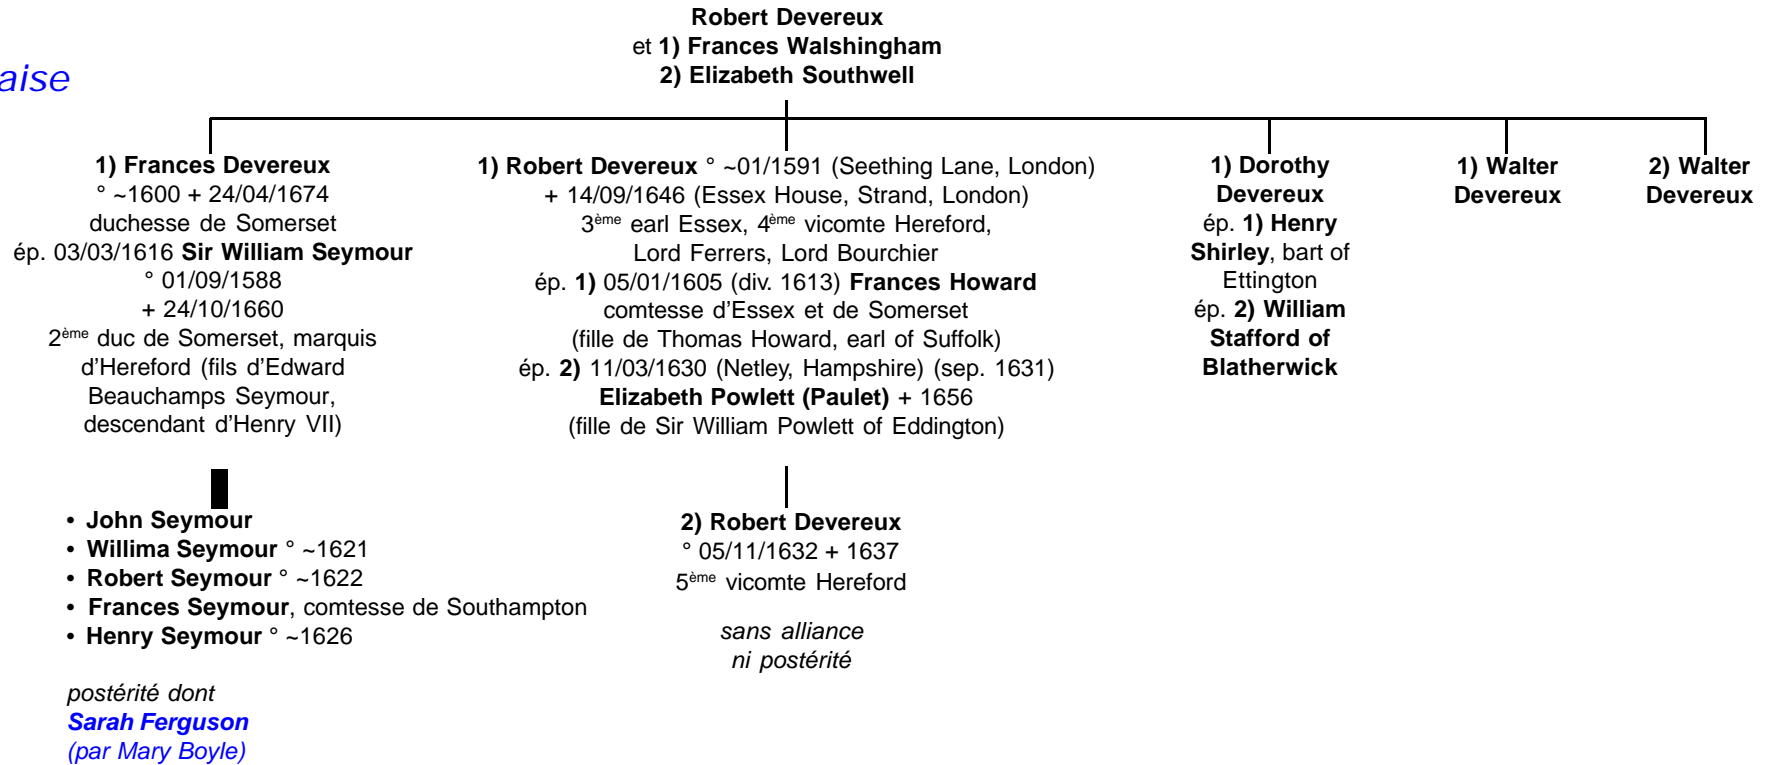 Robert Devereux
et 1) Frances Walshingham
2) Elizabeth Southwell
aise
1) Frances Devereux
° ~1600 + 24/04/1674
duchesse de Somerset
ép. 03/03/1616 Sir William Seymour
° 01/09/1588
+ 24/10/1660
2ème duc de Somerset, marquis
d'Hereford (fils d'Edward
Beauchamps Seymour,
descendant d'Henry VII)
1) Robert Devereux ° ~01/1591 (Seething Lane, London)
+ 14/09/1646 (Essex House, Strand, London)
3ème earl Essex, 4ème vicomte Hereford,
Lord Ferrers, Lord Bourchier
ép. 1) 05/01/1605 (div. 1613) Frances Howard
comtesse d'Essex et de Somerset
(fille de Thomas Howard, earl of Suffolk)
ép. 2) 11/03/1630 (Netley, Hampshire) (sep. 1631)
Elizabeth Powlett (Paulet) + 1656
(fille de Sir William Powlett of Eddington)
1) Dorothy
Devereux
ép. 1) Henry
Shirley, bart of
Ettington
ép. 2) William
Stafford of
Blatherwick
1) Walter
Devereux
2) Walter
Devereux
• John Seymour
• Willima Seymour ° ~1621
• Robert Seymour ° ~1622
• Frances Seymour, comtesse de Southampton
• Henry Seymour ° ~1626
postérité dont
Sarah Ferguson
(par Mary Boyle)
2) Robert Devereux
° 05/11/1632 + 1637
5ème vicomte Hereford
sans alliance
ni postérité